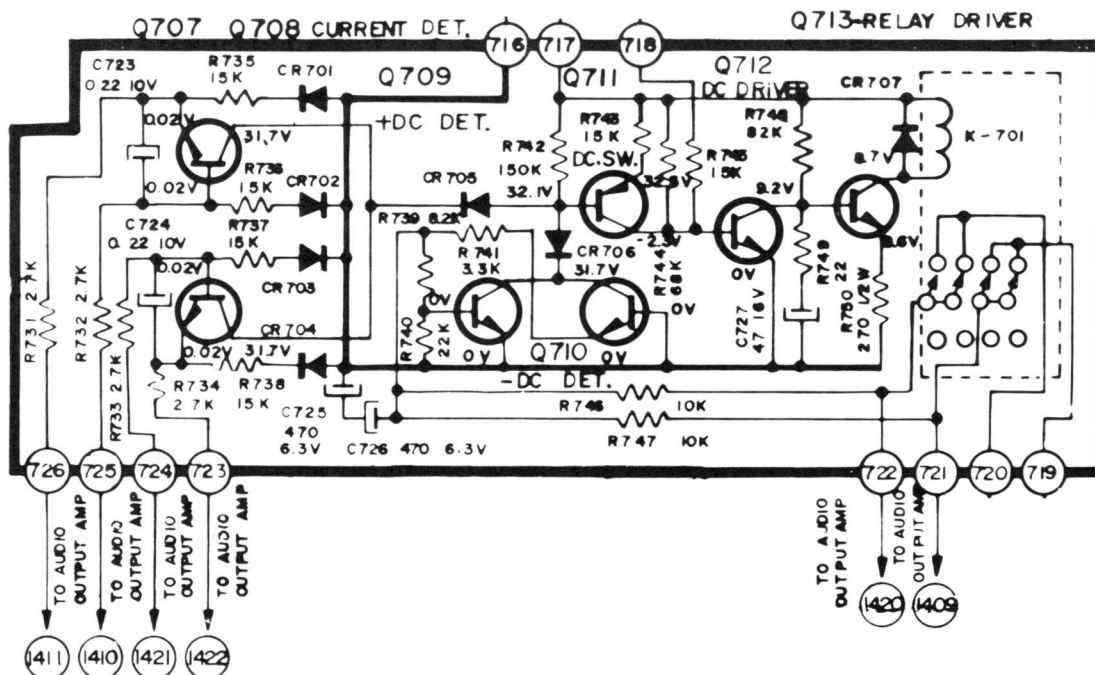 Q707 Q708 CURRENT DET.
716
717
718
Q713-RELAY DRIVER
C723
0.22 10V
R735
15K
CR701
Q709
+DC DET.
Q711
Q712
DC DRIVER
CR707
K-701
0.02V
31.7V
R736
15K
CR702
0.02V
R742
150K
32.1V
R743
15K
DC.SW.
R745
15K
R748
82K
8.7V
C724
0.22 10V
R737
15K
CR703
0.02V
CR705
R739 8.2K
R741
3.3K
CR706
31.7V
-2.3V
R744
68K
9.2V
0V
R749
22
R750
270 1/2W
C727
47 16V
R731 2.7K
R732 2.7K
R733 2.7K
CR704
0.02V
31.7V
R734
2.7K
R738
15K
R740
22K
0V
0V
Q710
0V
0V
-DC DET.
C725
470
6.3V
C726 470 6.3V
R746 10K
R747 10K
726
725
724
723
722
721
720
719
TO AUDIO
OUTPUT AMP
TO AUDIO
OUTPUT AMP
TO AUDIO
OUTPUT AMP
TO AUDIO
OUTPUT AMP
TO AUDIO
OUTPUT AMP
TO AUDIO
OUTPUT AMP
1411
1410
1421
1422
1420
1409